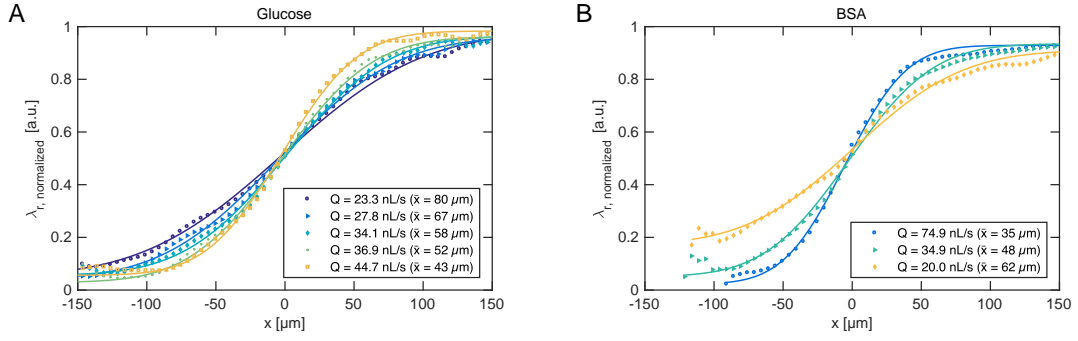 A
Glucose
λr, normalized [a.u.]
1
0.8
0.6
0.4
0.2
0
-150 -100 -50 0 50 100 150
x [µm]
Q = 23.3 nL/s (x̄ = 80 µm)
Q = 27.8 nL/s (x̄ = 67 µm)
Q = 34.1 nL/s (x̄ = 58 µm)
Q = 36.9 nL/s (x̄ = 52 µm)
Q = 44.7 nL/s (x̄ = 43 µm)
B
BSA
λr, normalized [a.u.]
1
0.8
0.6
0.4
0.2
0
-150 -100 -50 0 50 100 150
x [µm]
Q = 74.9 nL/s (x̄ = 35 µm)
Q = 34.9 nL/s (x̄ = 48 µm)
Q = 20.0 nL/s (x̄ = 62 µm)